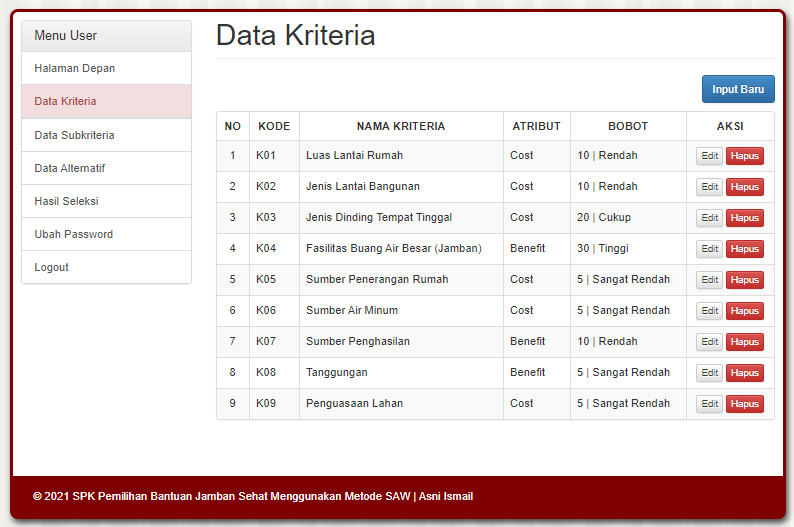 Menu User
Halaman Depan
Data Kriteria
Data Subkriteria
Data Alternatif
Hasil Seleksi
Ubah Password
Logout
Data Kriteria
Input Baru
NO KODE NAMA KRITERIA ATRIBUT BOBOT AKSI
1 K01 Luas Lantai Rumah Cost 10 | Rendah Edit Hapus
2 K02 Jenis Lantai Bangunan Cost 10 | Rendah Edit Hapus
3 K03 Jenis Dinding Tempat Tinggal Cost 20 | Cukup Edit Hapus
4 K04 Fasilitas Buang Air Besar (Jamban) Benefit 30 | Tinggi Edit Hapus
5 K05 Sumber Penerangan Rumah Cost 5 | Sangat Rendah Edit Hapus
6 K06 Sumber Air Minum Cost 5 | Sangat Rendah Edit Hapus
7 K07 Sumber Penghasilan Benefit 10 | Rendah Edit Hapus
8 K08 Tanggungan Benefit 5 | Sangat Rendah Edit Hapus
9 K09 Penguasaan Lahan Cost 5 | Sangat Rendah Edit Hapus
© 2021 SPK Pemilihan Bantuan Jamban Sehat Menggunakan Metode SAW | Asni Ismail